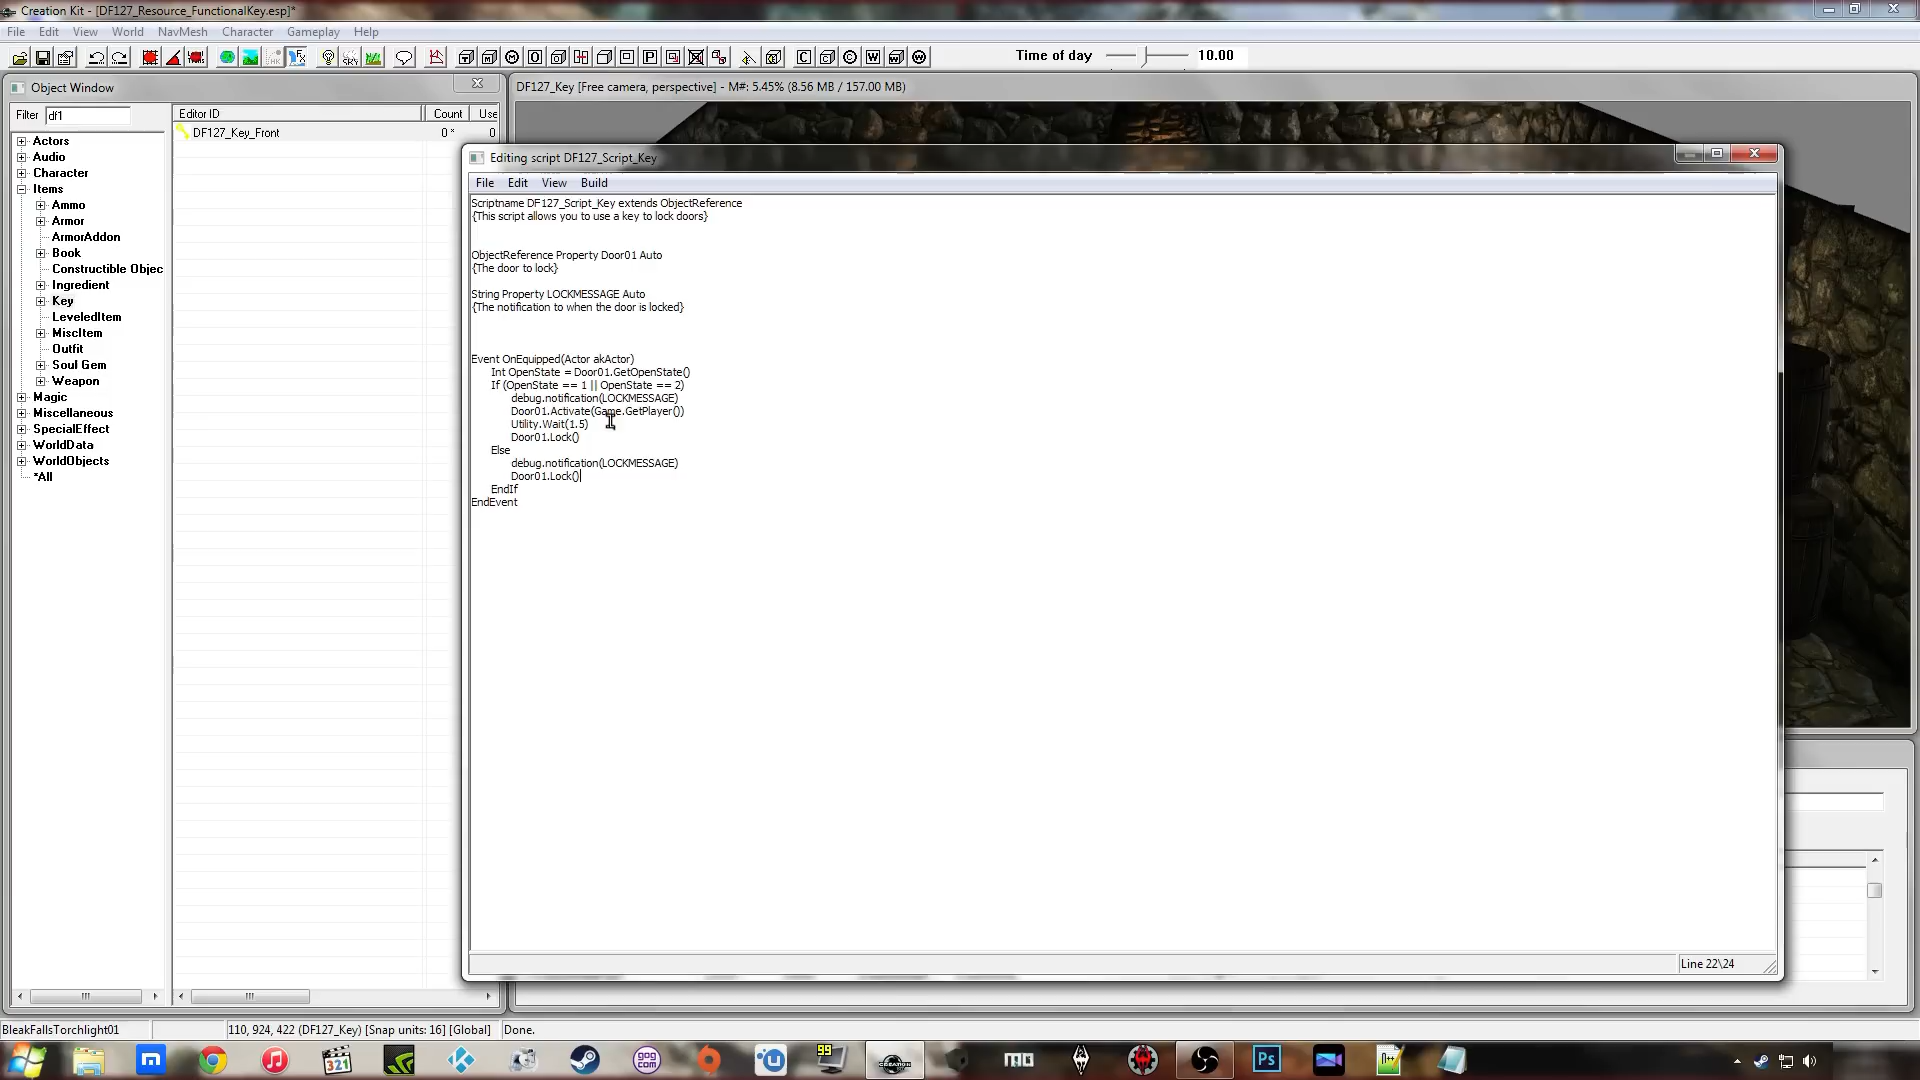 Creation Kit - [DF127_Resource_FunctionalKey.esp]*
File Edit View World NavMesh Character Gameplay Help
Time of day 10.00
Object Window
Filter df1
Actors
Audio
Character
Items
Ammo
Armor
ArmorAddon
Book
Constructible Objec
Ingredient
Key
LeveledItem
MiscItem
Outfit
Soul Gem
Weapon
Magic
Miscellaneous
SpecialEffect
WorldData
WorldObjects
*All
Editor ID Count Use
DF127_Key_Front 0 * 0
DF127_Key [Free camera, perspective] - M#: 5.45% (8.56 MB / 157.00 MB)
Editing script DF127_Script_Key
File Edit View Build
Scriptname DF127_Script_Key extends ObjectReference
{This script allows you to use a key to lock doors}
ObjectReference Property Door01 Auto
{The door to lock}
String Property LOCKMESSAGE Auto
{The notification to when the door is locked}
Event OnEquipped(Actor akActor)
Int OpenState = Door01.GetOpenState()
If (OpenState == 1 || OpenState == 2)
debug.notification(LOCKMESSAGE)
Door01.Activate(Game.GetPlayer())
Utility.Wait(1.5)
Door01.Lock()
Else
debug.notification(LOCKMESSAGE)
Door01.Lock()
EndIf
EndEvent
Line 22\24
BleakFallsTorchlight01 110, 924, 422 (DF127_Key) [Snap units: 16] [Global] Done.